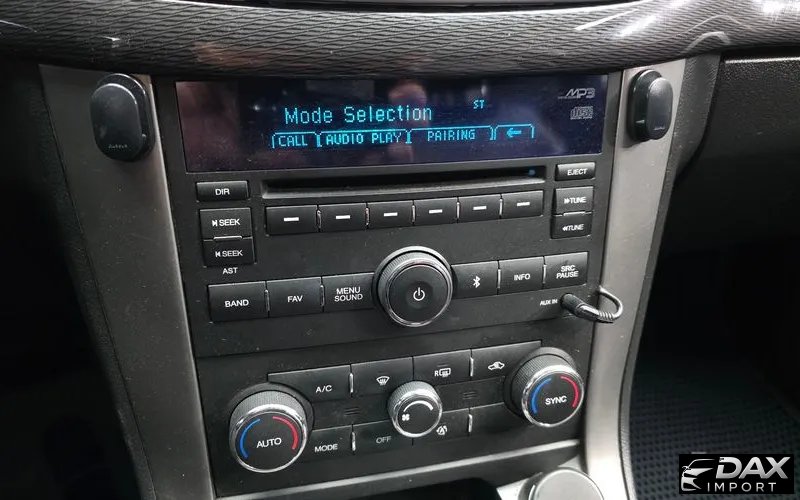 Mode Selection ST
CALL AUDIO PLAY PAIRING
MP3
DIR
EJECT
SEEK
TUNE
SEEK
TUNE
AST
BAND
FAV
MENU
SOUND
INFO
SRC
PAUSE
AUX IN
A/C
R
AUTO
MODE
OFF
SYNC
DAX
IMPORT